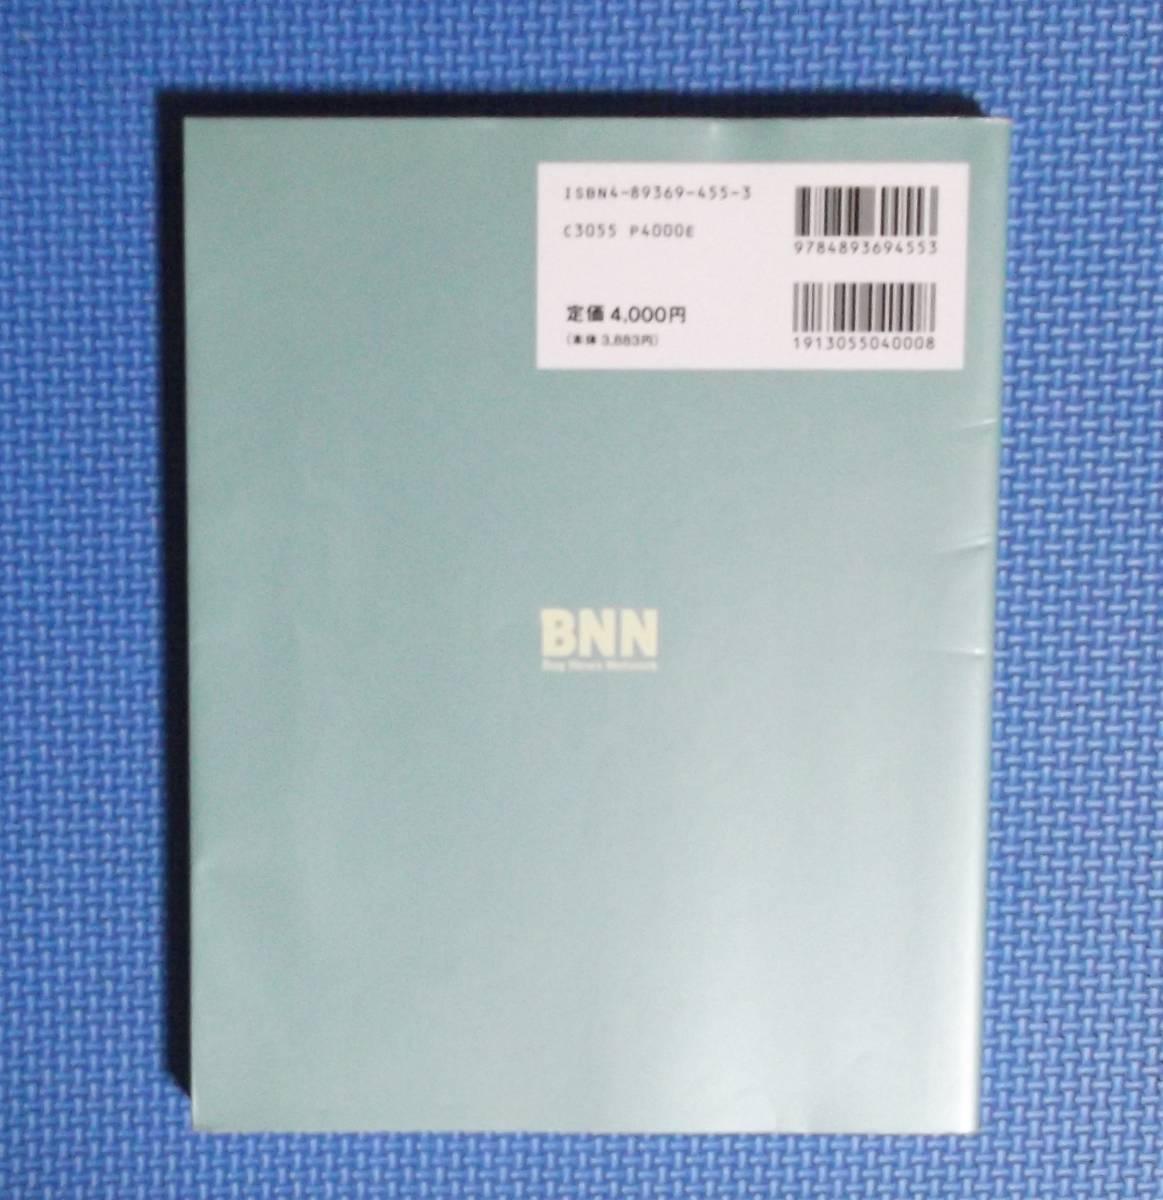 ISBN4-89369-455-3
C3055 P4000E
定価 4,000円
(本体 3,883円)
9784893694553
1913055040008
BNN
Bug News Network